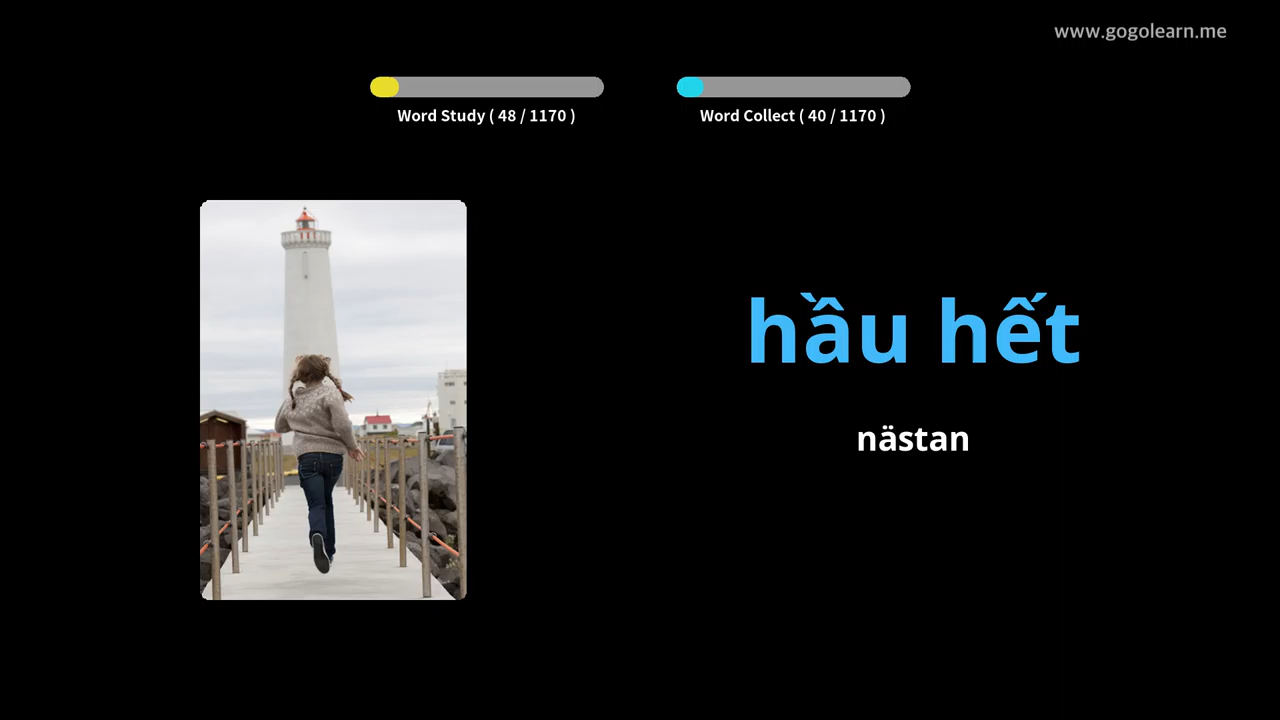 www.gogolearn.me
Word Study ( 48 / 1170 )
Word Collect ( 40 / 1170 )
hầu hết
nästan